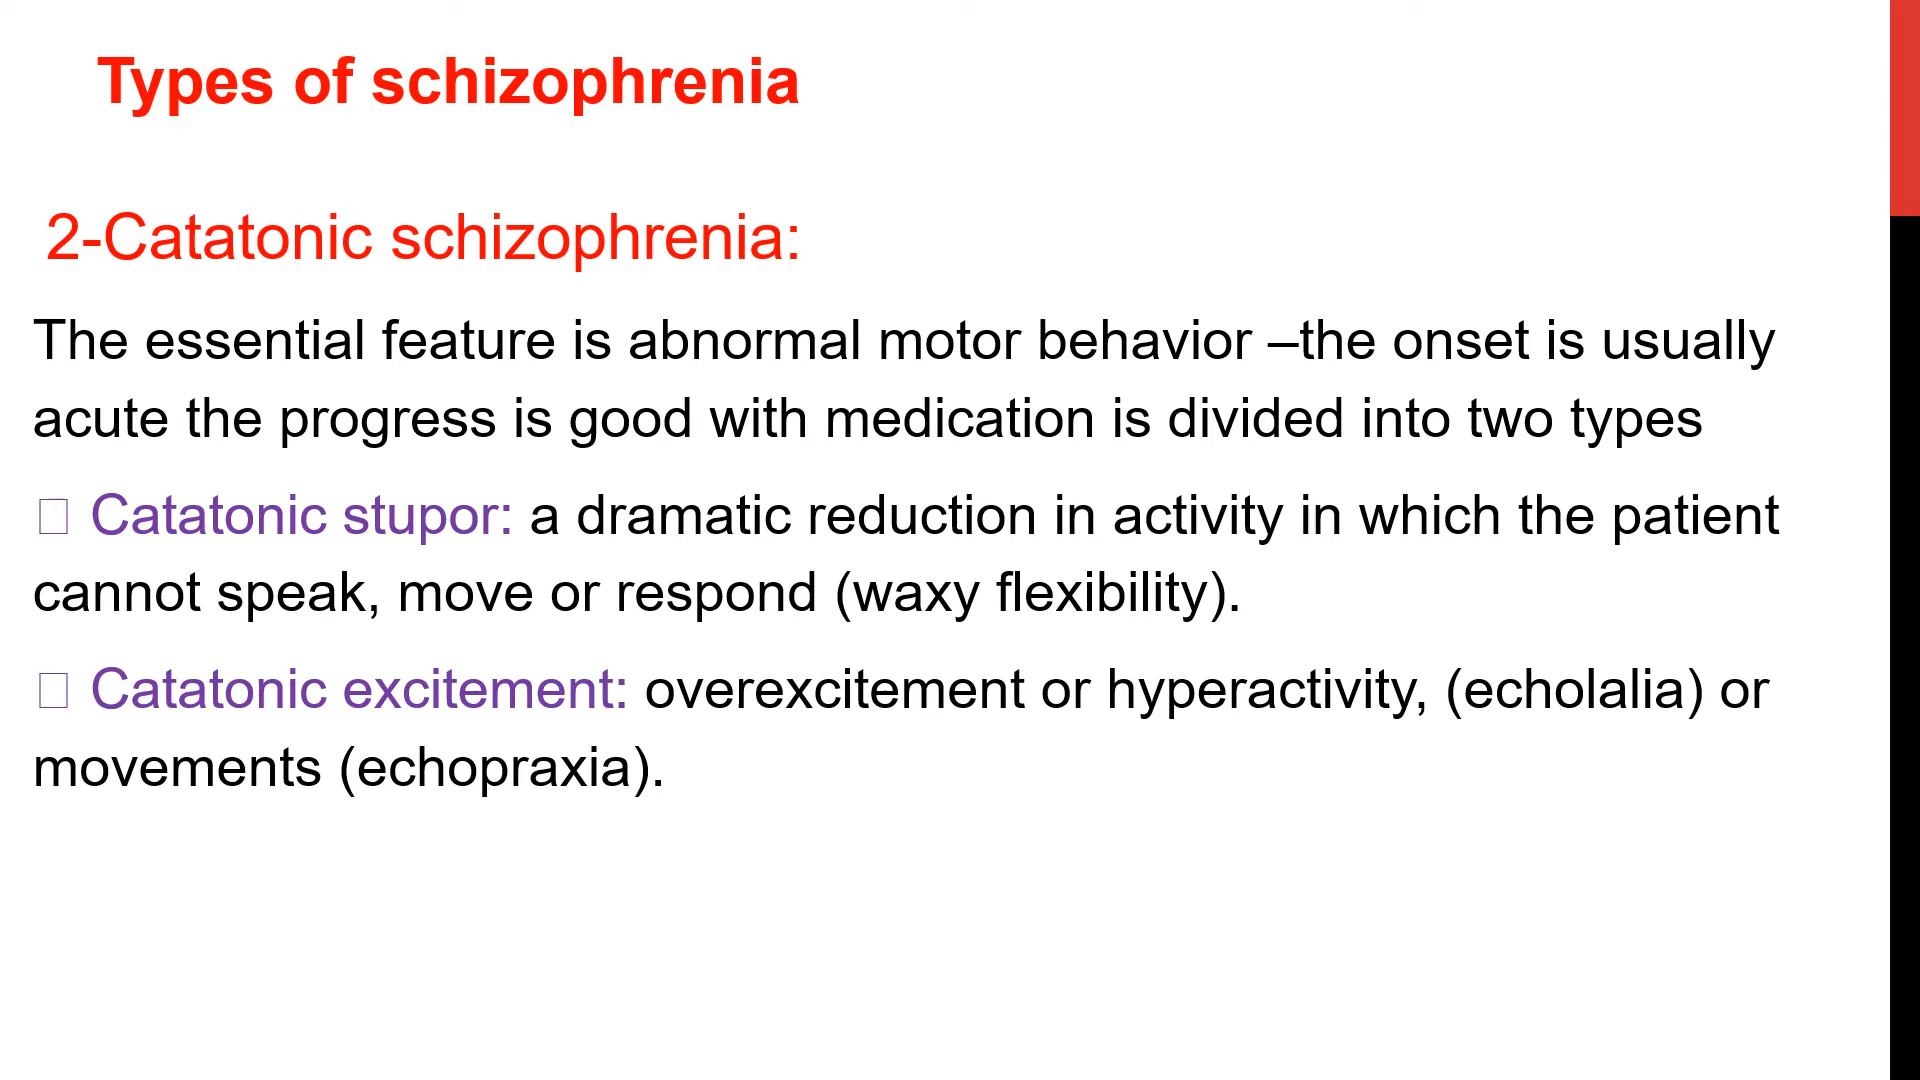 Types of schizophrenia
2-Catatonic schizophrenia:
The essential feature is abnormal motor behavior –the onset is usually
acute the progress is good with medication is divided into two types
Catatonic stupor: a dramatic reduction in activity in which the patient
cannot speak, move or respond (waxy flexibility).
Catatonic excitement: overexcitement or hyperactivity, (echolalia) or
movements (echopraxia).